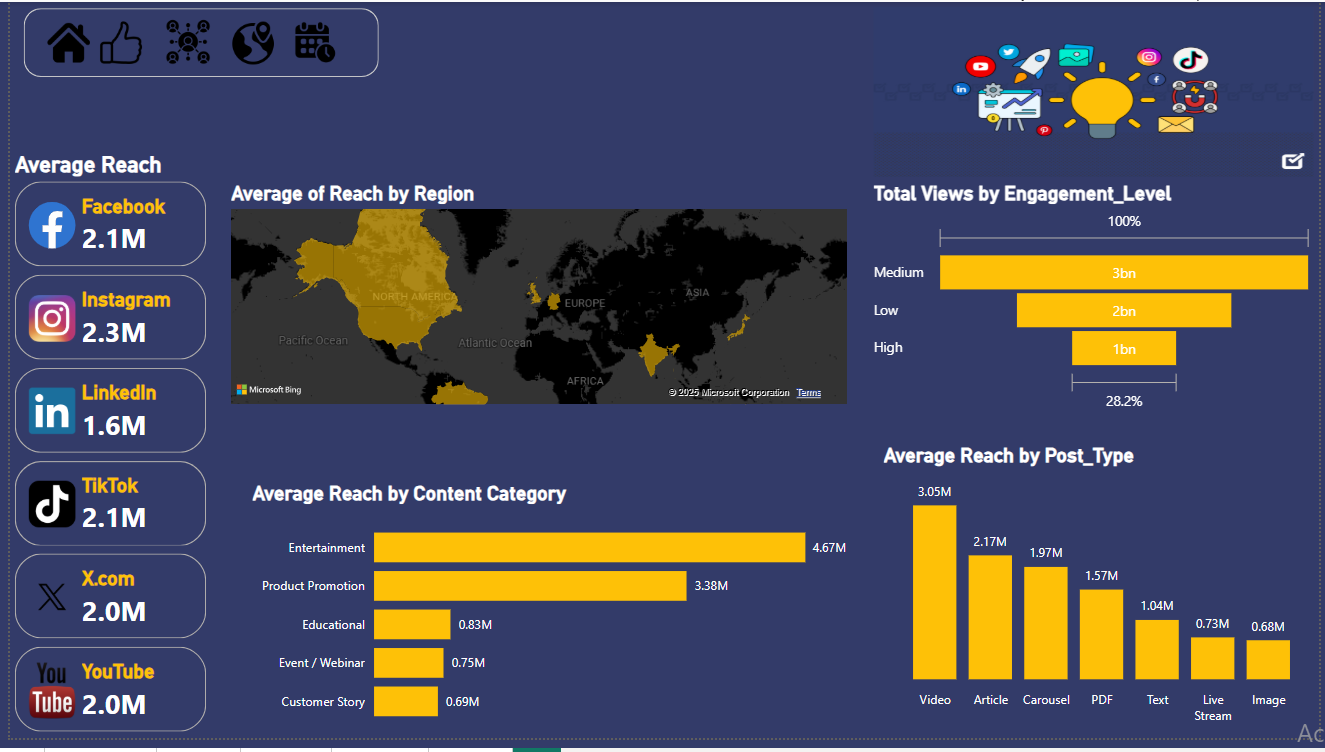 Average Reach
Facebook
2.1M
Instagram
2.3M
LinkedIn
1.6M
TikTok
2.1M
X.com
2.0M
You
Tube
YouTube
2.0M
Average of Reach by Region
NORTH AMERICA
EUROPE
ASIA
Pacific Ocean
Atlantic Ocean
AFRICA
Microsoft Bing
© 2025 Microsoft Corporation Terms
Average Reach by Content Category
Entertainment 4.67M
Product Promotion 3.38M
Educational 0.83M
Event / Webinar 0.75M
Customer Story 0.69M
in
Total Views by Engagement_Level
100%
Medium 3bn
Low 2bn
High 1bn
28.2%
Average Reach by Post_Type
3.05M
2.17M
1.97M
1.57M
1.04M
0.73M
0.68M
Video Article Carousel PDF Text Live Image
Stream
Ac